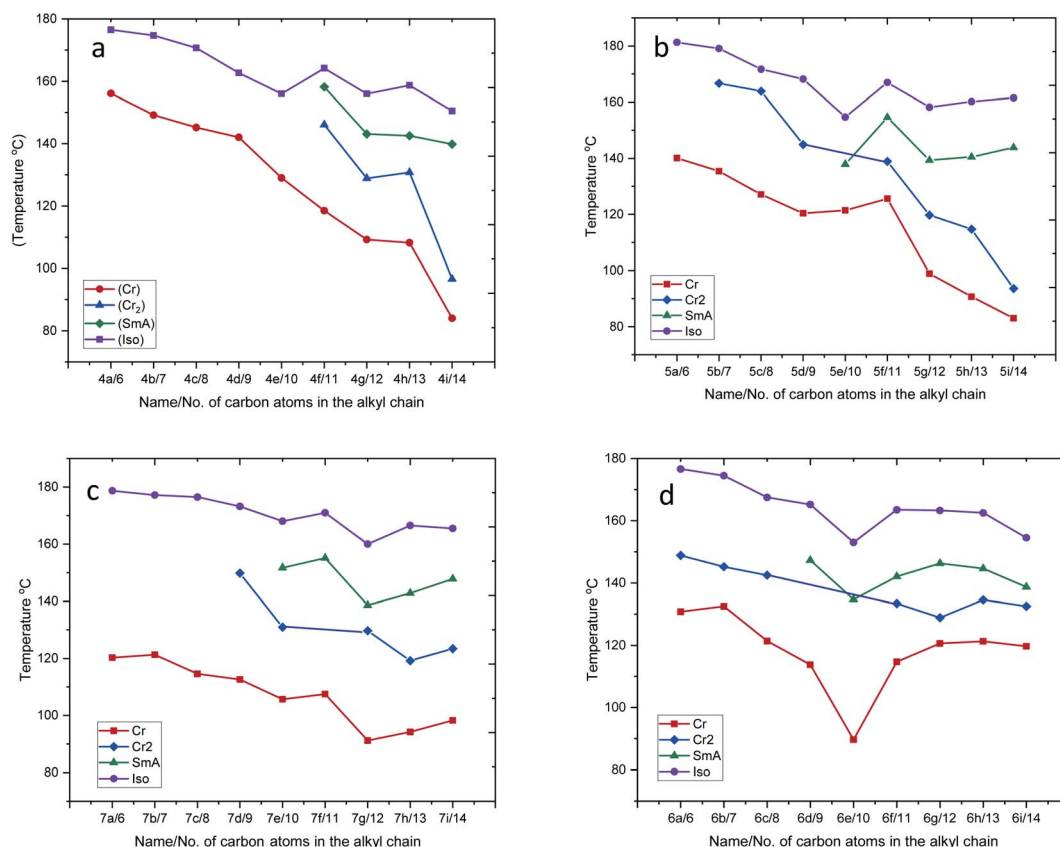 a
180
160
140
120
100
80
(Temperature ºC)
(Cr)
(Cr₂)
(SmA)
(Iso)
4a/6 4b/7 4c/8 4d/9 4e/10 4f/11 4g/12 4h/13 4i/14
Name/No. of carbon atoms in the alkyl chain
b
180
160
140
120
100
80
Temperature ºC
Cr
Cr2
SmA
Iso
5a/6 5b/7 5c/8 5d/9 5e/10 5f/11 5g/12 5h/13 5i/14
Name/No. of carbon atoms in the alkyl chain
c
180
160
140
120
100
80
Temperature ºC
Cr
Cr2
SmA
Iso
7a/6 7b/7 7c/8 7d/9 7e/10 7f/11 7g/12 7h/13 7i/14
Name/No. of carbon atoms in the alkyl chain
d
180
160
140
120
100
80
Temperature ºC
Cr
Cr2
SmA
Iso
6a/6 6b/7 6c/8 6d/9 6e/10 6f/11 6g/12 6h/13 6i/14
Name/No. of carbon atoms in the alkyl chain